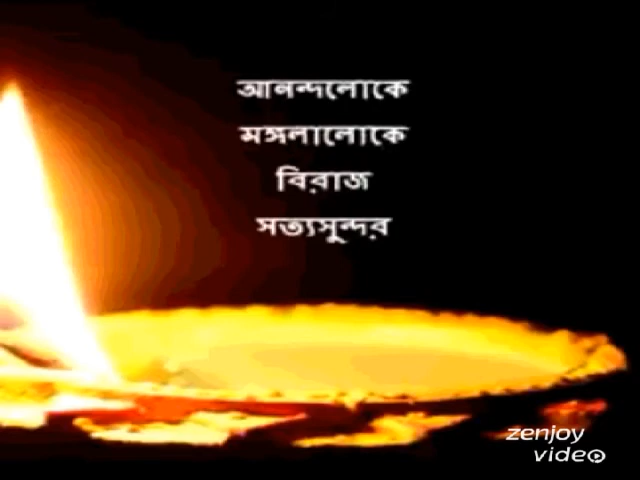 আনন্দলোকে
মঙ্গলালোকে
বিরাজ
সত্যসুন্দর
zenjoy
video